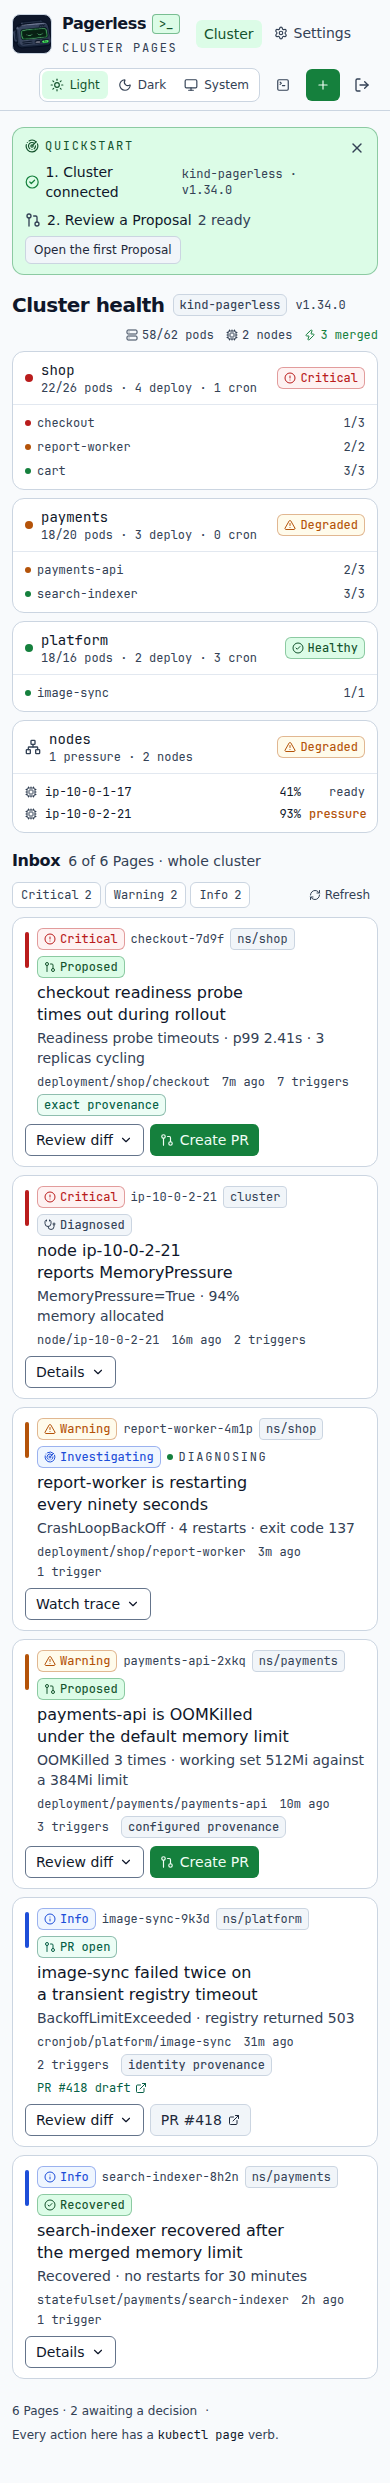 Pagerless >_
CLUSTER PAGES
Cluster
Settings
Light
Dark
System
QUICKSTART
1. Cluster connected
kind-pagerless · v1.34.0
2. Review a Proposal 2 ready
Open the first Proposal
Cluster health kind-pagerless v1.34.0
58/62 pods 2 nodes 3 merged
shop
22/26 pods · 4 deploy · 1 cron
Critical
checkout 1/3
report-worker 2/2
cart 3/3
payments
18/20 pods · 3 deploy · 0 cron
Degraded
payments-api 2/3
search-indexer 3/3
platform
18/16 pods · 2 deploy · 3 cron
Healthy
image-sync 1/1
nodes
1 pressure · 2 nodes
Degraded
ip-10-0-1-17 41% ready
ip-10-0-2-21 93% pressure
Inbox 6 of 6 Pages · whole cluster
Critical 2 Warning 2 Info 2 Refresh
Critical checkout-7d9f ns/shop
Proposed
checkout readiness probe
times out during rollout
Readiness probe timeouts · p99 2.41s · 3
replicas cycling
deployment/shop/checkout 7m ago 7 triggers
exact provenance
Review diff Create PR
Critical ip-10-0-2-21 cluster
Diagnosed
node ip-10-0-2-21
reports MemoryPressure
MemoryPressure=True · 94%
memory allocated
node/ip-10-0-2-21 16m ago 2 triggers
Details
Warning report-worker-4m1p ns/shop
Investigating DIAGNOSING
report-worker is restarting
every ninety seconds
CrashLoopBackOff · 4 restarts · exit code 137
deployment/shop/report-worker 3m ago
1 trigger
Watch trace
Warning payments-api-2xkq ns/payments
Proposed
payments-api is OOMKilled
under the default memory limit
OOMKilled 3 times · working set 512Mi against
a 384Mi limit
deployment/payments/payments-api 10m ago
3 triggers configured provenance
Review diff Create PR
Info image-sync-9k3d ns/platform
PR open
image-sync failed twice on
a transient registry timeout
BackoffLimitExceeded · registry returned 503
cronjob/platform/image-sync 31m ago
2 triggers identity provenance
PR #418 draft
Review diff PR #418
Info search-indexer-8h2n ns/payments
Recovered
search-indexer recovered after
the merged memory limit
Recovered · no restarts for 30 minutes
statefulset/payments/search-indexer 2h ago
1 trigger
Details
6 Pages · 2 awaiting a decision ·
Every action here has a kubectl page verb.